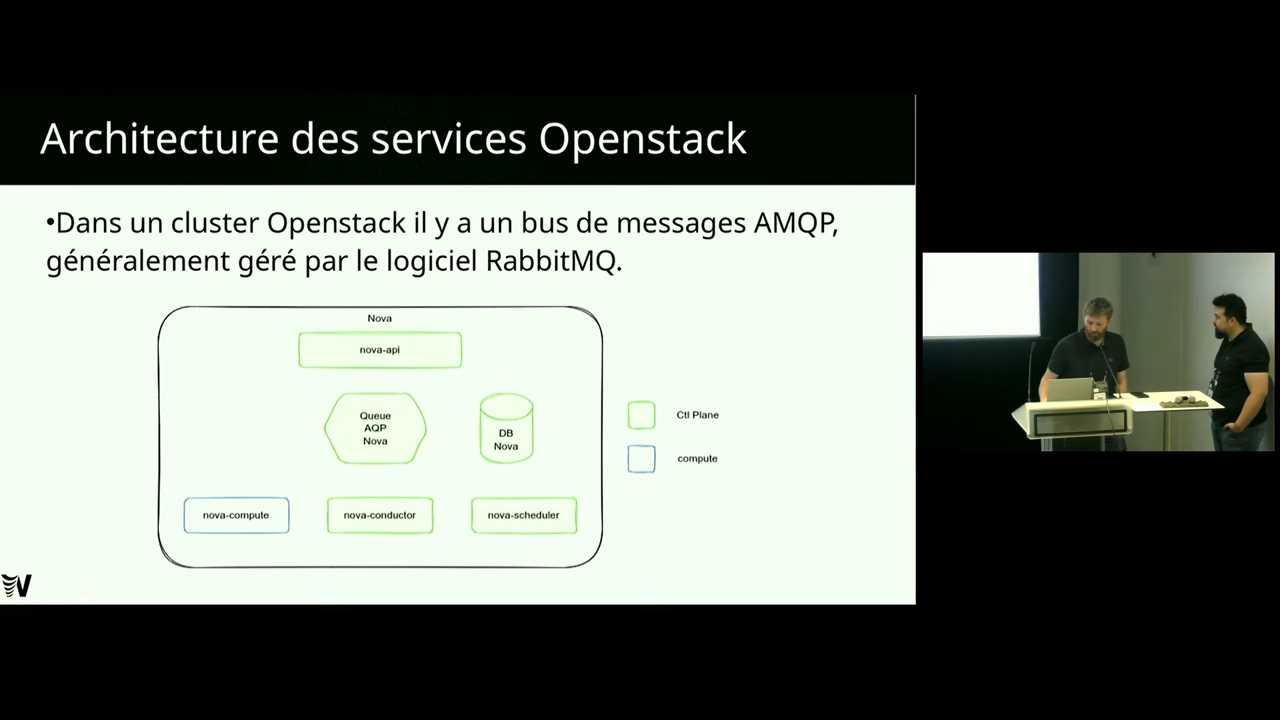 Architecture des services Openstack
•Dans un cluster Openstack il y a un bus de messages AMQP,
généralement géré par le logiciel RabbitMQ.
Nova
nova-api
Queue
AQP
Nova
DB
Nova
Ctl Plane
compute
nova-compute
nova-conductor
nova-scheduler